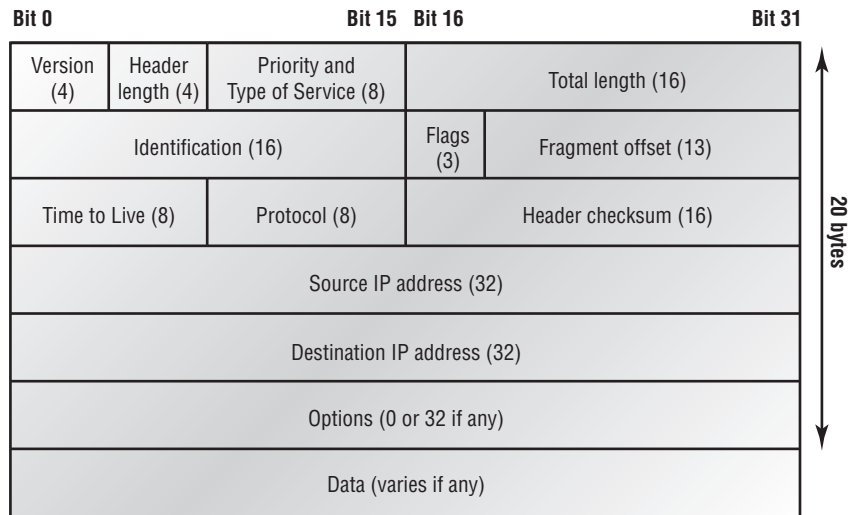 Bit 0 Bit 15 Bit 16 Bit 31
Version
(4)
Header
length (4)
Priority and
Type of Service (8)
Total length (16)
Identification (16)
Flags
(3)
Fragment offset (13)
Time to Live (8)
Protocol (8)
Header checksum (16)
Source IP address (32)
Destination IP address (32)
Options (0 or 32 if any)
Data (varies if any)
20 bytes